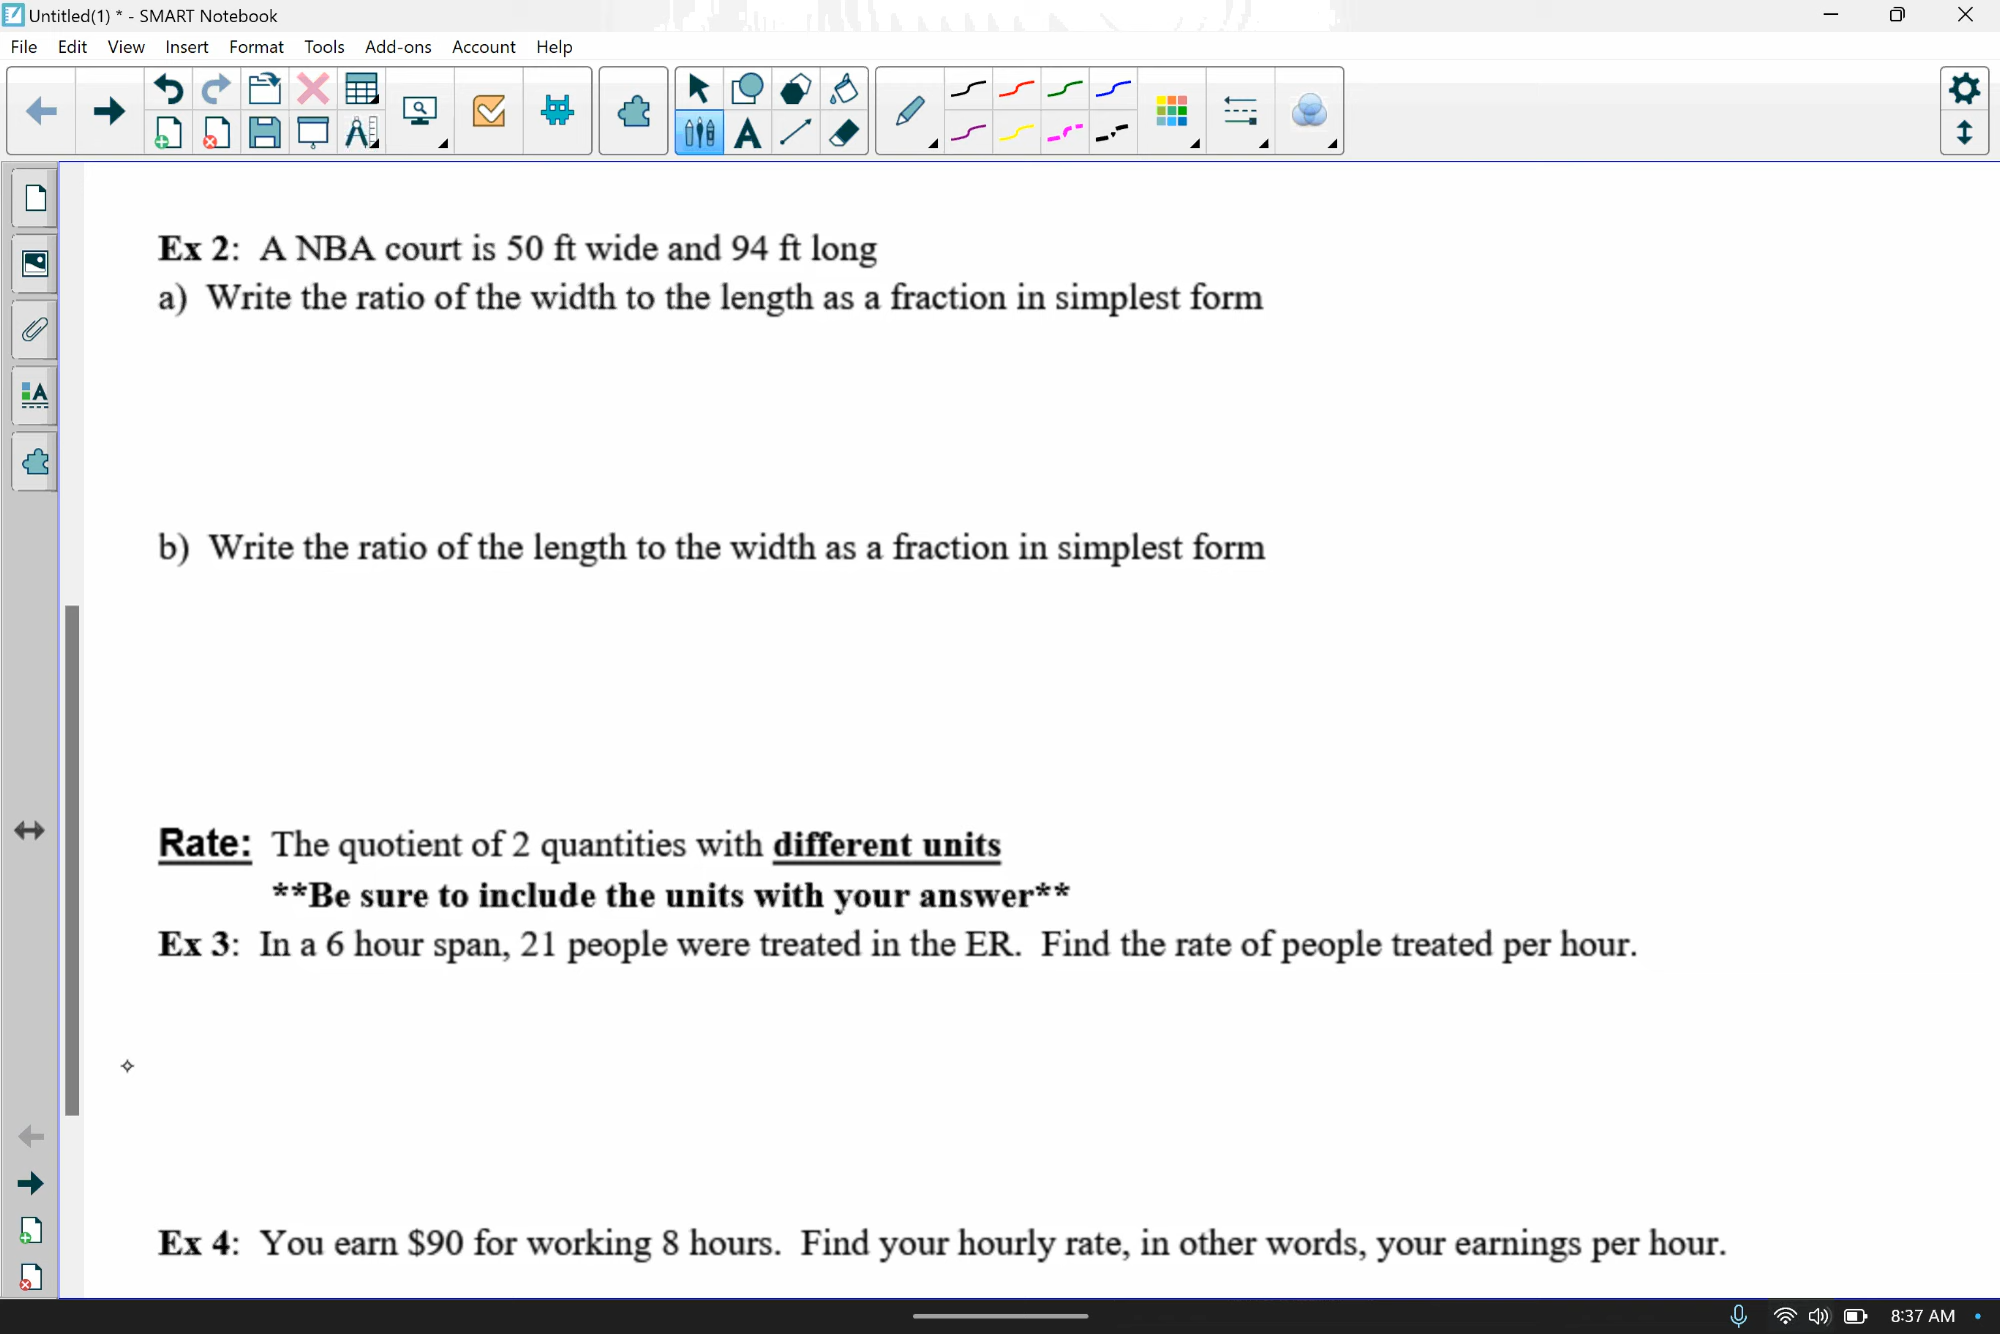 Untitled(1) * - SMART Notebook
File Edit View Insert Format Tools Add-ons Account Help
Ex 2: A NBA court is 50 ft wide and 94 ft long
a) Write the ratio of the width to the length as a fraction in simplest form
b) Write the ratio of the length to the width as a fraction in simplest form
Rate: The quotient of 2 quantities with different units
**Be sure to include the units with your answer**
Ex 3: In a 6 hour span, 21 people were treated in the ER. Find the rate of people treated per hour.
Ex 4: You earn $90 for working 8 hours. Find your hourly rate, in other words, your earnings per hour.
8:37 AM